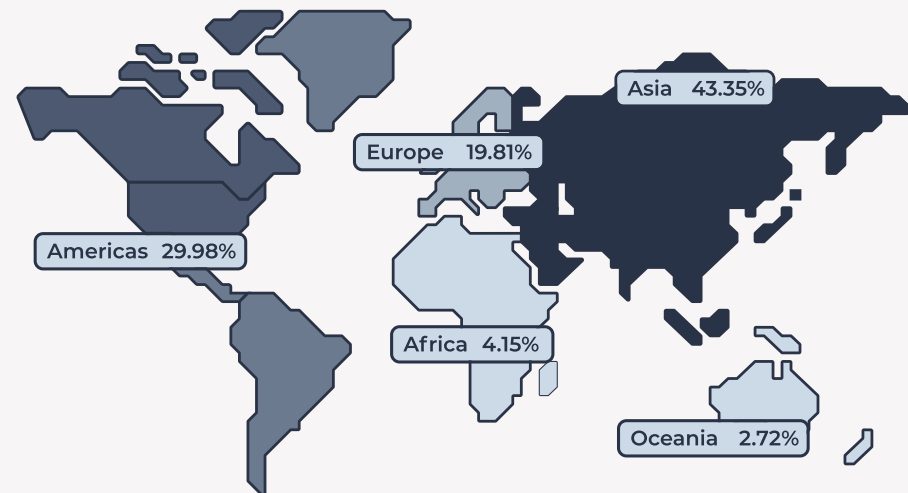 Asia 43.35%
Europe 19.81%
Americas 29.98%
Africa 4.15%
Oceania 2.72%